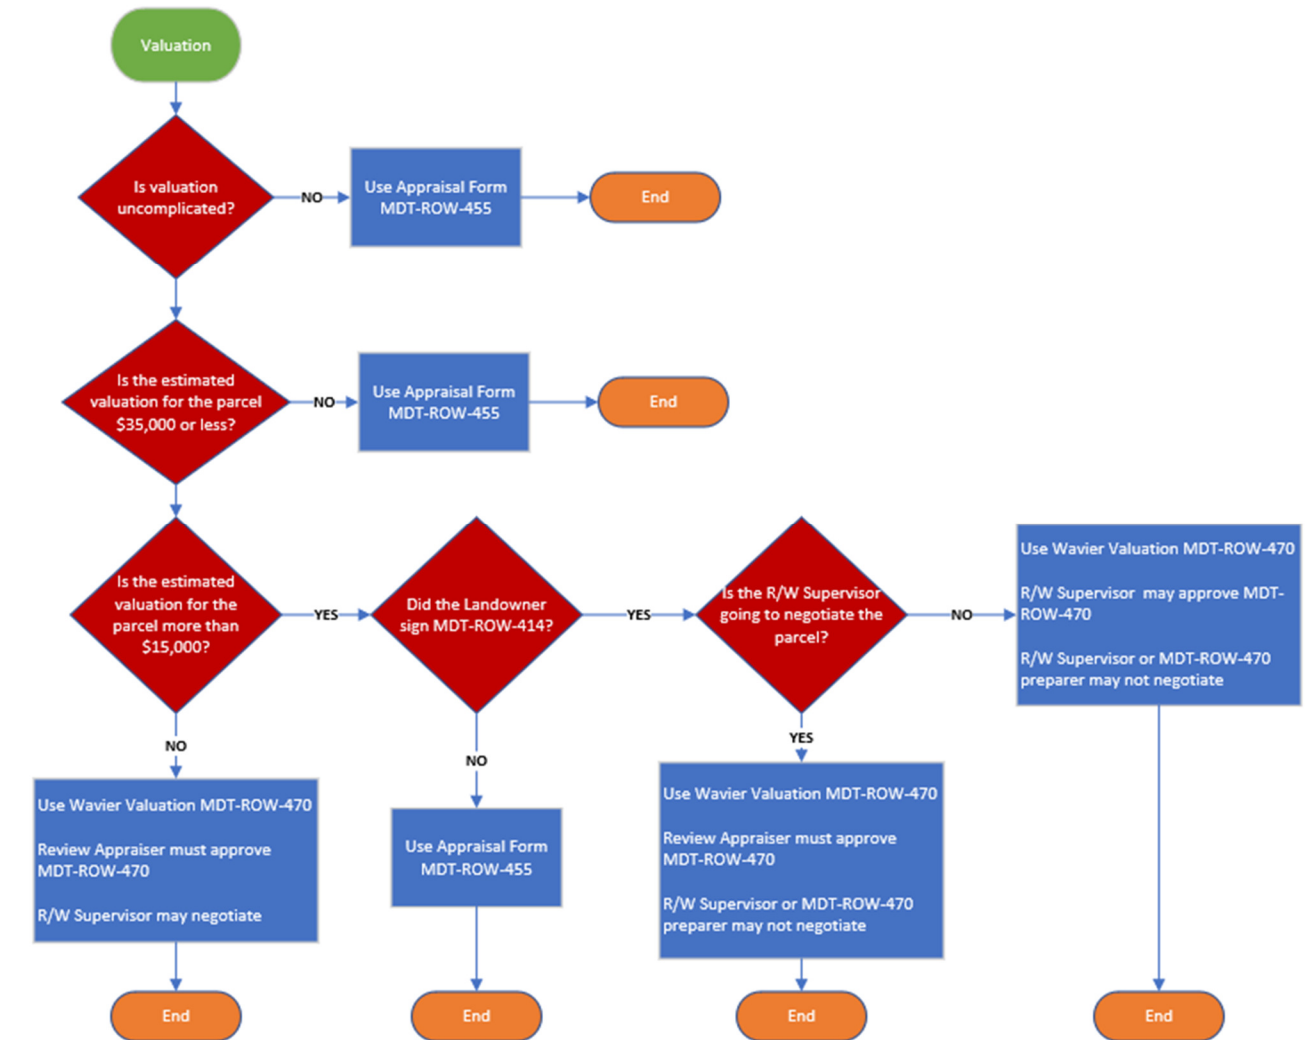 Valuation
Is valuation
uncomplicated?
NO
Use Appraisal Form
MDT-ROW-455
End
Is the estimated
valuation for the parcel
$35,000 or less?
NO
Use Appraisal Form
MDT-ROW-455
End
Is the estimated
valuation for the
parcel more than
$15,000?
YES
Did the Landowner
sign MDT-ROW-414?
YES
Is the R/W Supervisor
going to negotiate the
parcel?
NO
Use Wavier Valuation MDT-ROW-470
R/W Supervisor may approve MDT-
ROW-470
R/W Supervisor or MDT-ROW-470
preparer may not negotiate
NO
Use Wavier Valuation MDT-ROW-470
Review Appraiser must approve
MDT-ROW-470
R/W Supervisor may negotiate
NO
Use Appraisal Form
MDT-ROW-455
YES
Use Wavier Valuation MDT-ROW-470
Review Appraiser must approve
MDT-ROW-470
R/W Supervisor or MDT-ROW-470
preparer may not negotiate
End
End
End
End